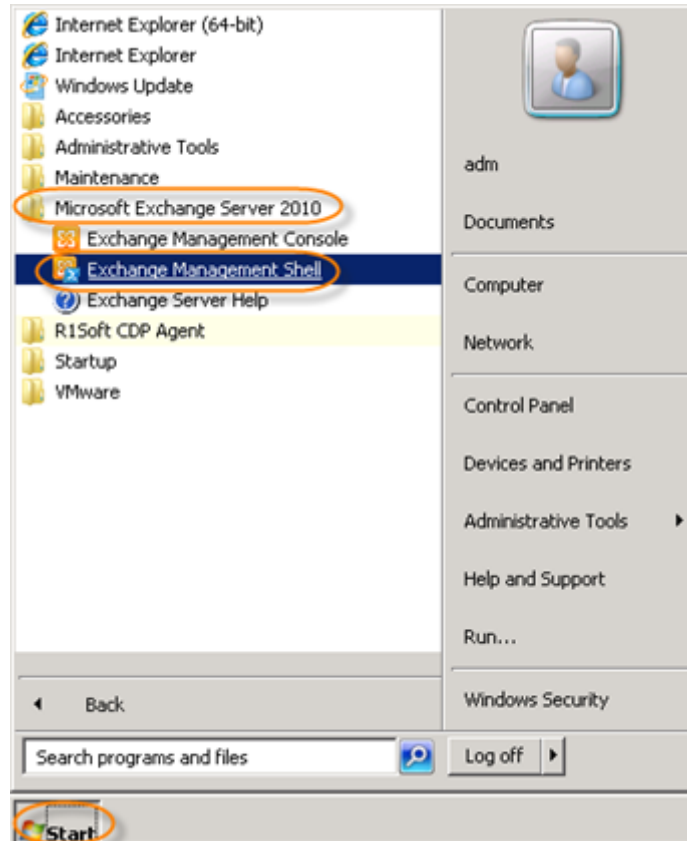 Internet Explorer (64-bit)
Internet Explorer
Windows Update
Accessories
Administrative Tools
Maintenance
Microsoft Exchange Server 2010
Exchange Management Console
Exchange Management Shell
Exchange Server Help
R1Soft CDP Agent
Startup
VMware
Back
Search programs and files
adm
Documents
Computer
Network
Control Panel
Devices and Printers
Administrative Tools
Help and Support
Run...
Windows Security
Log off
Start